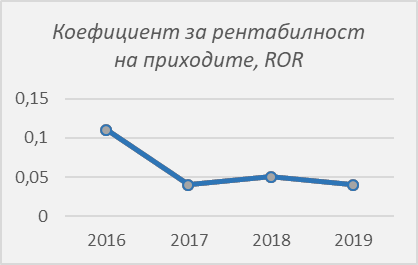 Коефициент за рентабилност
на приходите, ROR
0,15
0,1
0,05
0
2016 2017 2018 2019